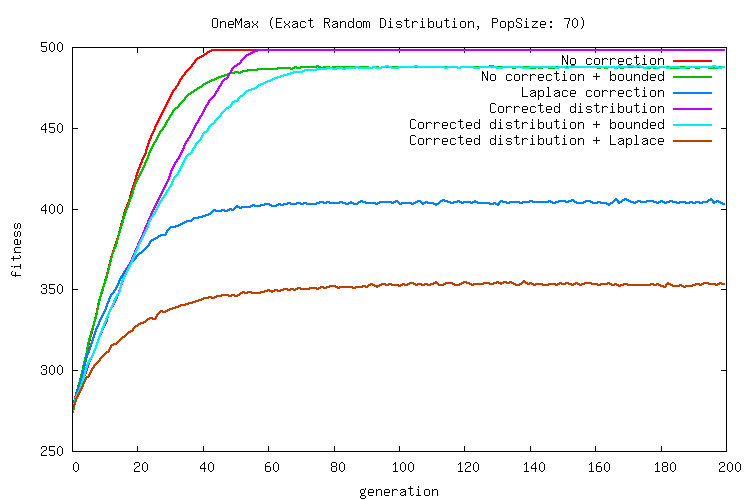 OneMax (Exact Random Distribution, PopSize: 70)
500
No correction
No correction + bounded
Laplace correction
Corrected distribution
Corrected distribution + bounded
Corrected distribution + Laplace
450
400
350
300
250
fitness
0 20 40 60 80 100 120 140 160 180 200
generation